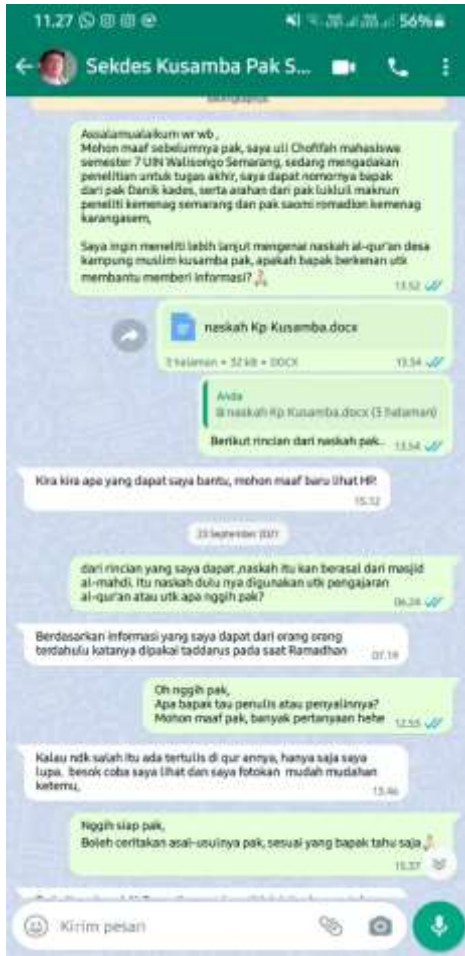 11.27
56%
Sekdes Kusamba Pak S...
Assalamualaikum wr wb ,
Mohon maaf sebelumnya pak, saya uli Chofifah mahasiswa
semester 7 UIN Walisongo Semarang, sedang mengadakan
penelitian untuk tugas akhir, saya dapat nomornya bapak
dari pak Danik kades, serta arahan dari pak lukluil maknun
peneliti kemenag semarang dan pak saomi romadlon kemenag
karangasem,
Saya ingin meneliti lebih lanjut mengenai naskah al-qur'an desa
kampung muslim kusamba pak, apakah bapak berkenan utk
membantu memberi informasi?
13.52
naskah Kp Kusamba.docx
3 halaman • 32 kB • DOCX
13.54
Anda
naskah Kp Kusamba.docx (3 halaman)
Berikut rincian dari naskah pak..
13.54
Kira kira apa yang dapat saya bantu, mohon maaf baru lihat HP.
15.32
23 September 2021
dari rincian yang saya dapat ,naskah itu kan berasal dari masjid
al-mahdi. itu naskah dulu nya digunakan utk pengajaran
al-qur'an atau utk apa nggih pak?
Berdasarkan informasi yang saya dapat dari orang orang
terdahulu katanya dipakai taddarus pada saat Ramadhan
07.19
Oh nggih pak,
Apa bapak tau penulis atau penyalinnya?
Mohon maaf pak, banyak pertanyaan hehe
12.55
Kalau ndk salah itu ada tertulis di qur annya, hanya saja saya
lupa. besok coba saya lihat dan saya fotokan mudah mudahan
ketemu,
13.46
Nggih siap pak,
Boleh ceritakan asal-usulnya pak, sesuai yang bapak tahu saja
15.37
Kirim pesan